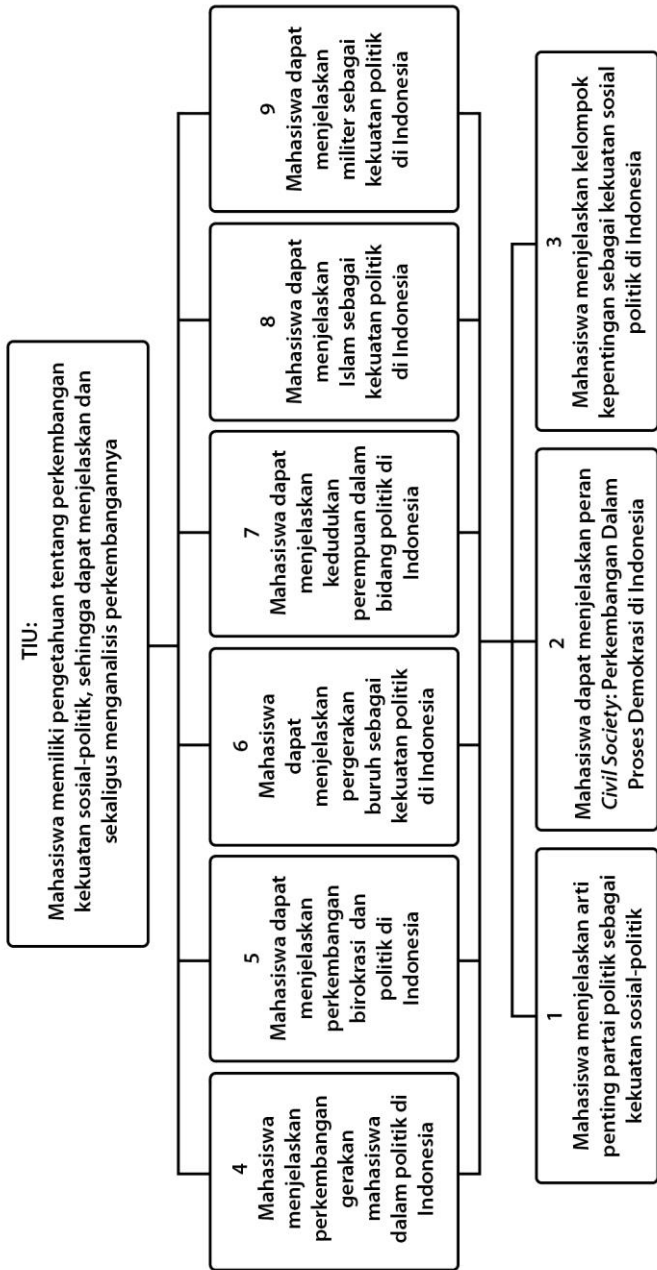 TIU:
Mahasiswa memiliki pengetahuan tentang perkembangan
kekuatan sosial-politik, sehingga dapat menjelaskan dan
sekaligus menganalisis perkembangannya
4
Mahasiswa
menjelaskan
perkembangan
gerakan
mahasiswa
dalam politik di
Indonesia
5
Mahasiswa dapat
menjelaskan
perkembangan
birokrasi dan
politik di
Indonesia
6
Mahasiswa
dapat
menjelaskan
pergerakan
buruh sebagai
kekuatan politik
di Indonesia
7
Mahasiswa dapat
menjelaskan
kedudukan
perempuan dalam
bidang politik di
Indonesia
8
Mahasiswa dapat
menjelaskan
Islam sebagai
kekuatan politik
di Indonesia
9
Mahasiswa dapat
menjelaskan
militer sebagai
kekuatan politik
di Indonesia
1
Mahasiswa menjelaskan arti
penting partai politik sebagai
kekuatan sosial-politik
2
Mahasiswa dapat menjelaskan peran
Civil Society: Perkembangan Dalam
Proses Demokrasi di Indonesia
3
Mahasiswa menjelaskan kelompok
kepentingan sebagai kekuatan sosial
politik di Indonesia